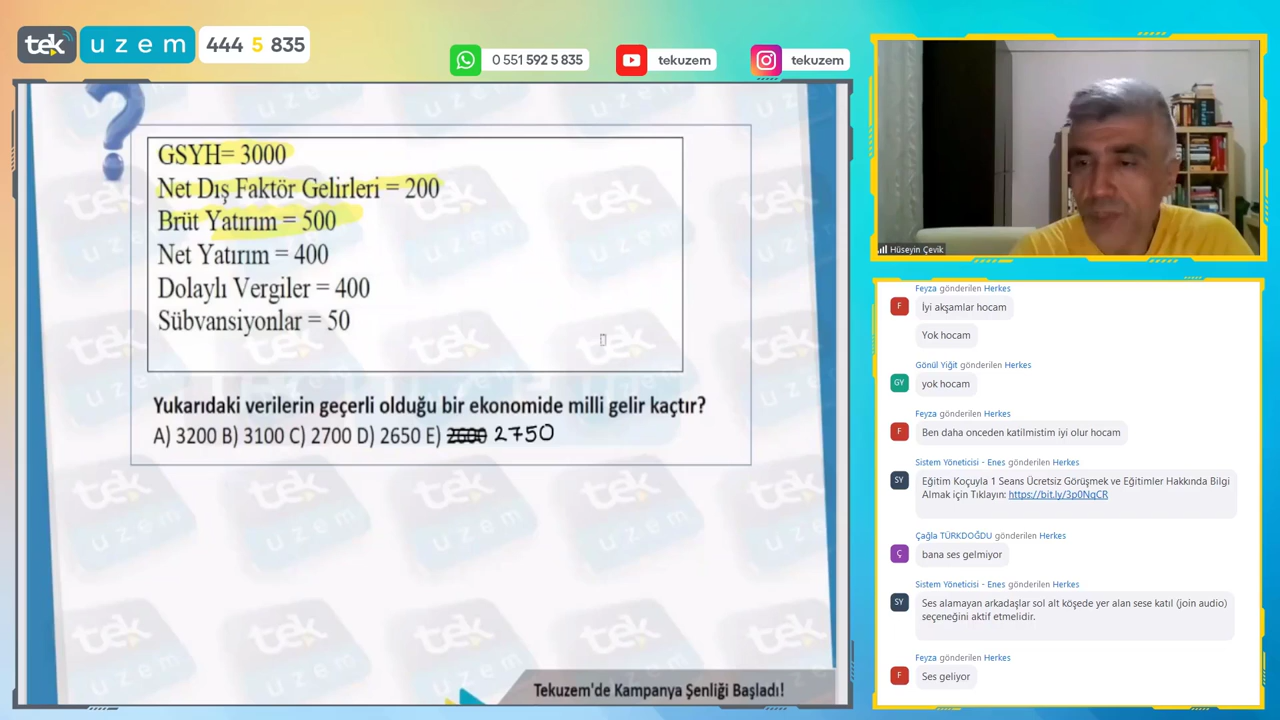 tek uzem 444 5 835
0 551 592 5 835
tekuzem
tekuzem
GSYH= 3000
Net Dış Faktör Gelirleri = 200
Brüt Yatırım = 500
Net Yatırım = 400
Dolaylı Vergiler = 400
Sübvansiyonlar = 50
Yukarıdaki verilerin geçerli olduğu bir ekonomide milli gelir kaçtır?
A) 3200 B) 3100 C) 2700 D) 2650 E) 2750
Tekuzem'de Kampanya Şenliği Başladı!
Hüseyin Çevik
Feyza gönderilen Herkes
F
İyi akşamlar hocam
Yok hocam
Gönül Yiğit gönderilen Herkes
GY
yok hocam
Feyza gönderilen Herkes
F
Ben daha onceden katilmistim iyi olur hocam
Sistem Yöneticisi - Enes gönderilen Herkes
SY
Eğitim Koçuyla 1 Seans Ücretsiz Görüşmek ve Eğitimler Hakkında Bilgi
Almak için Tıklayın: https://bit.ly/3p0NqCR
Çağla TÜRKDOĞDU gönderilen Herkes
Ç
bana ses gelmiyor
Sistem Yöneticisi - Enes gönderilen Herkes
SY
Ses alamayan arkadaşlar sol alt köşede yer alan sese katıl (join audio)
seçeneğini aktif etmelidir.
Feyza gönderilen Herkes
F
Ses geliyor